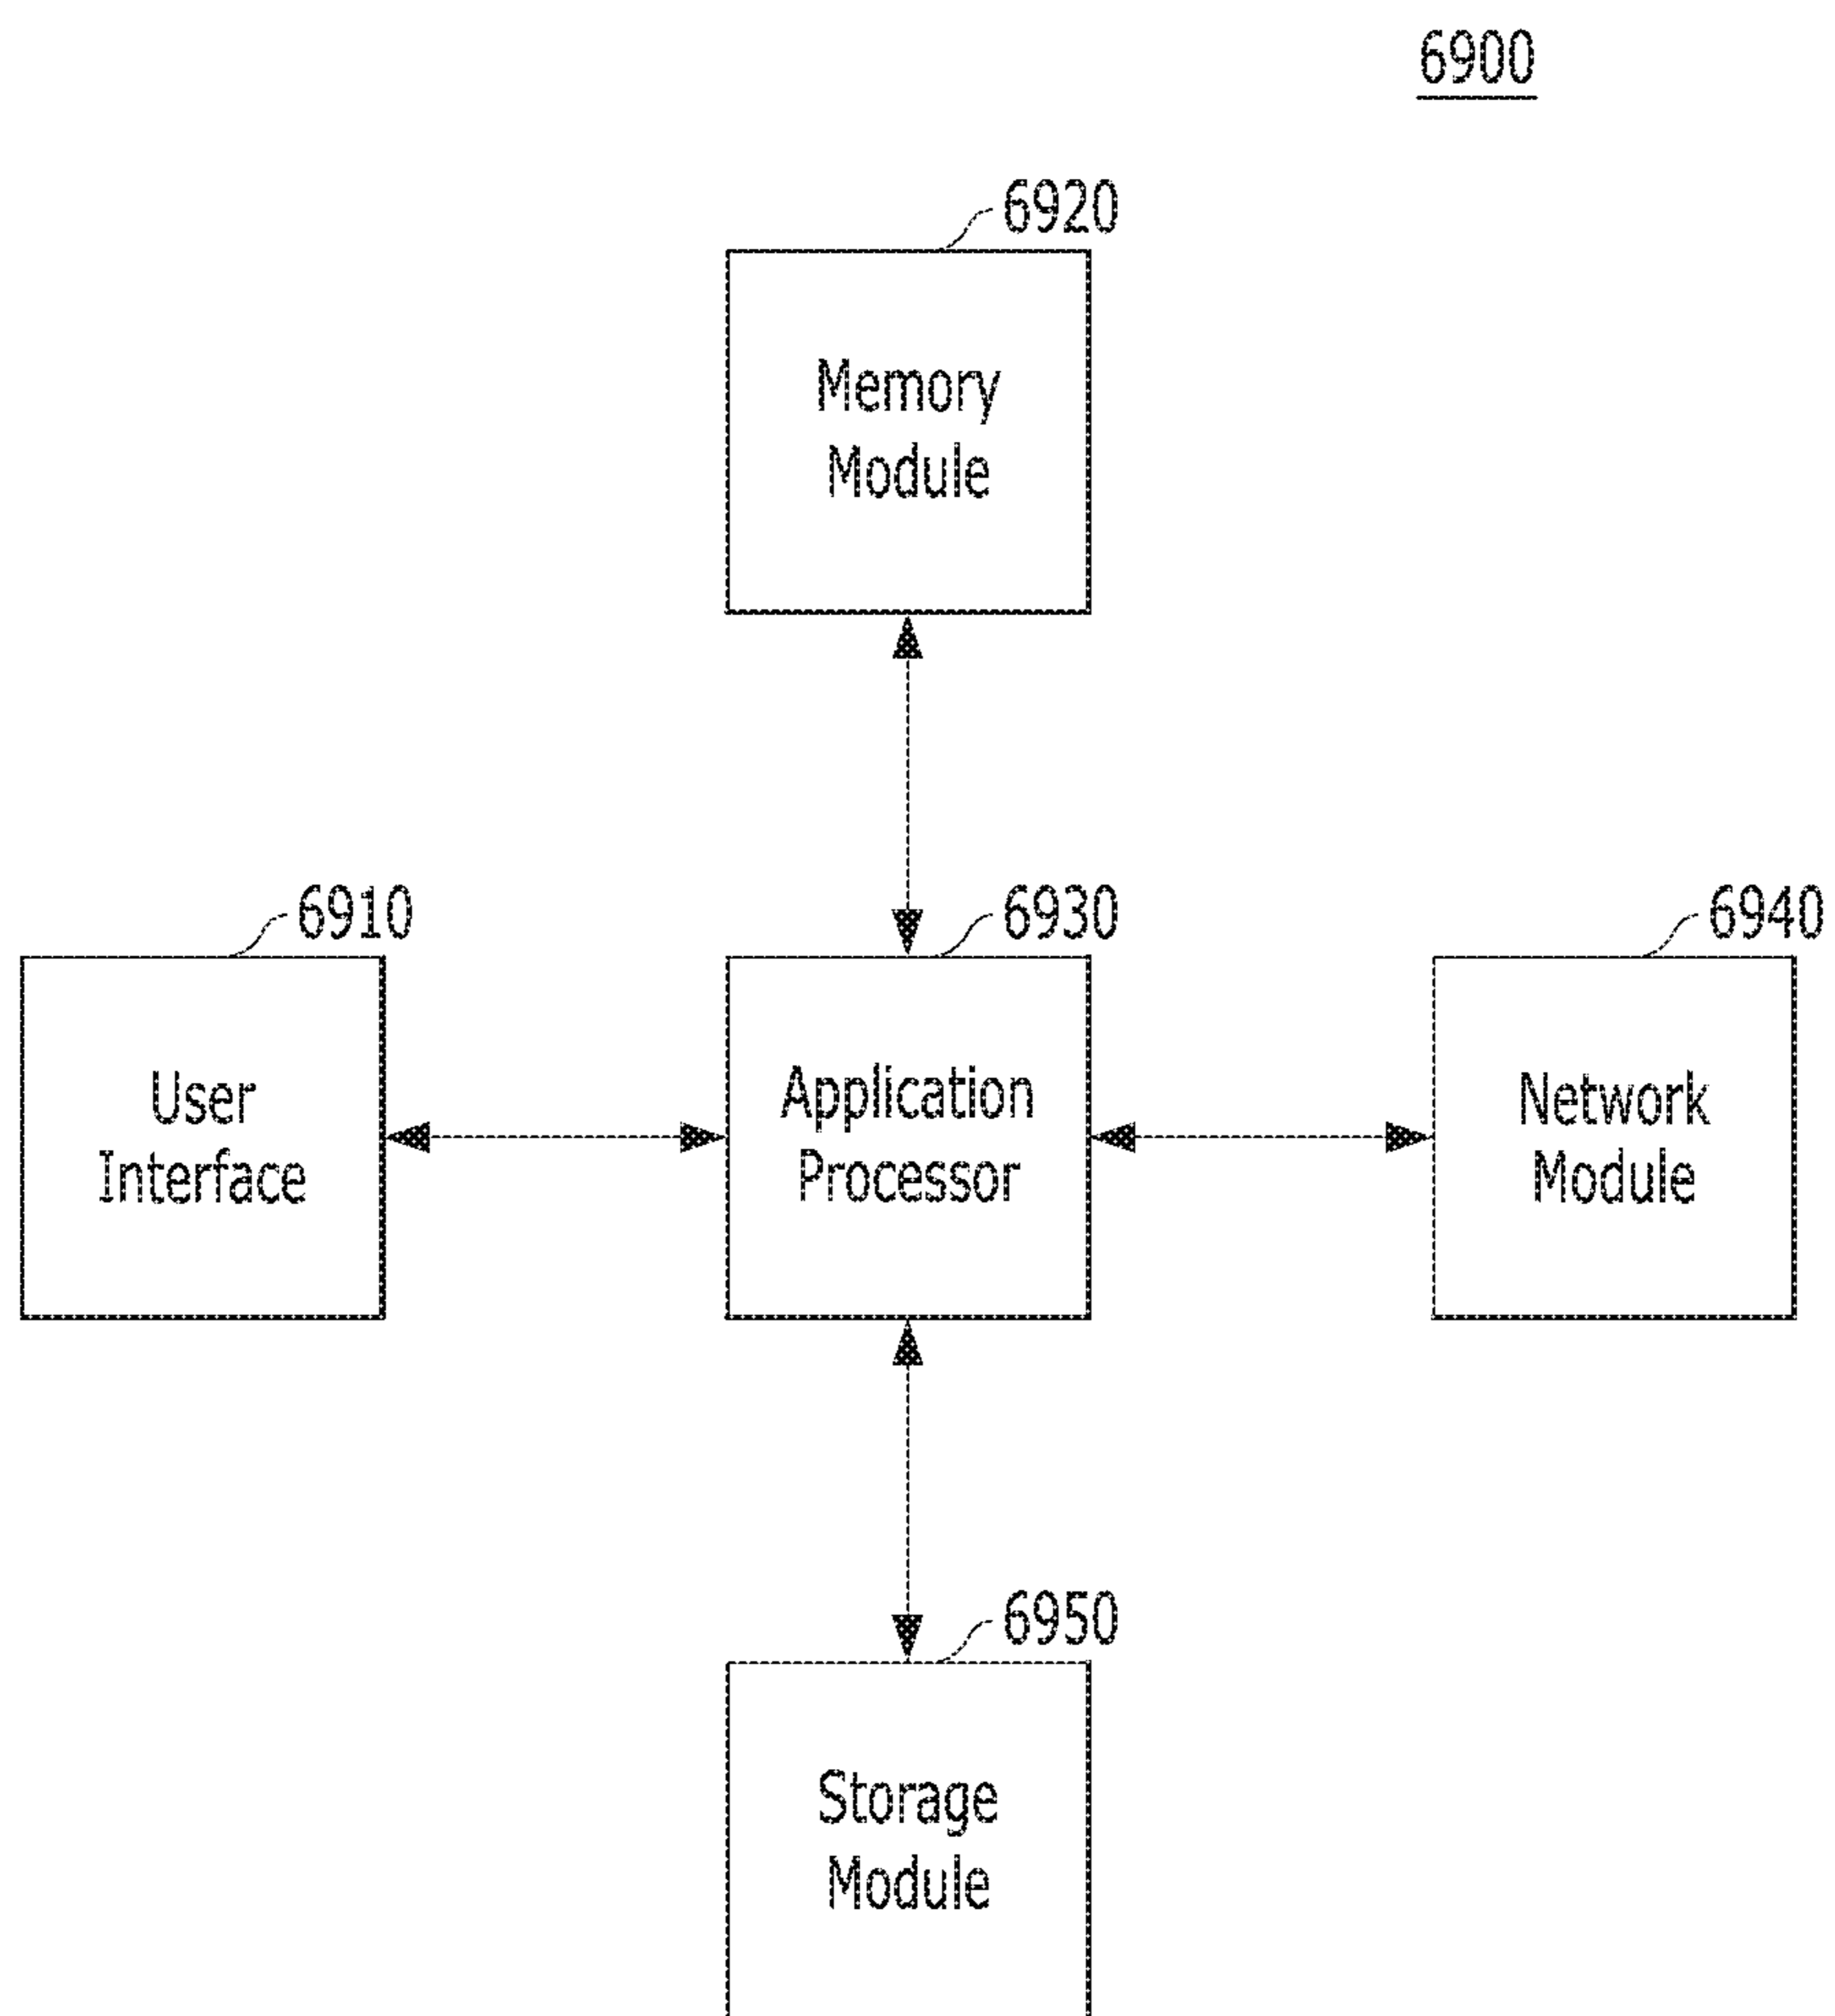 6900
6920
Memory
Module
6910
6930
6940
User
Interface
Application
Processor
Network
Module
6950
Storage
Module